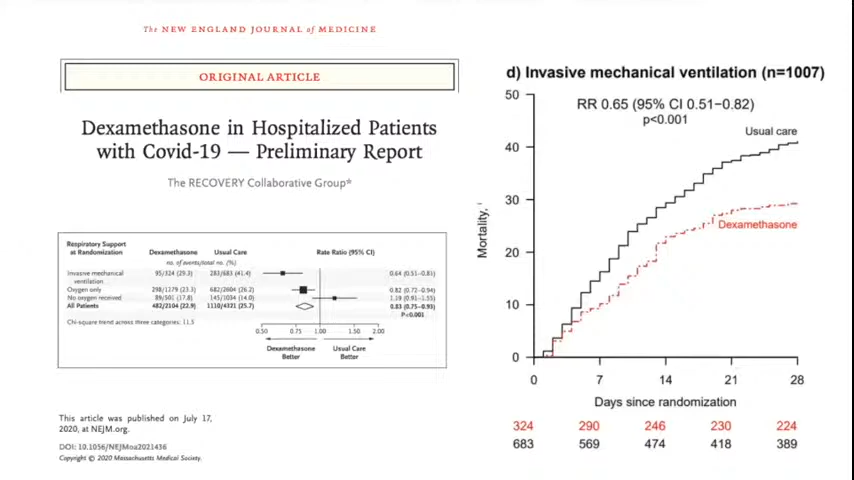 The NEW ENGLAND JOURNAL of MEDICINE
ORIGINAL ARTICLE
Dexamethasone in Hospitalized Patients
with Covid-19 — Preliminary Report
The RECOVERY Collaborative Group*
Respiratory Support
at Randomization
Dexamethasone
Usual Care
Rate Ratio (95% CI)
no. of events/total no. (%)
Invasive mechanical
ventilation
95/324 (29.3)
283/683 (41.4)
0.64 (0.51–0.81)
Oxygen only
298/1279 (23.3)
682/2604 (26.2)
0.82 (0.72–0.94)
No oxygen received
89/501 (17.8)
145/1034 (14.0)
1.19 (0.91–1.55)
All Patients
482/2104 (22.9)
1110/4321 (25.7)
0.83 (0.75–0.93)
P<0.001
Chi-square trend across three categories: 11.5
0.50 0.75 1.00 1.50 2.00
Dexamethasone
Better
Usual Care
Better
This article was published on July 17,
2020, at NEJM.org.
DOI: 10.1056/NEJMoa2021436
Copyright © 2020 Massachusetts Medical Society.
d) Invasive mechanical ventilation (n=1007)
RR 0.65 (95% CI 0.51−0.82)
p<0.001
Usual care
Dexamethasone
Mortality,
50
40
30
20
10
0
0 7 14 21 28
Days since randomization
324 290 246 230 224
683 569 474 418 389